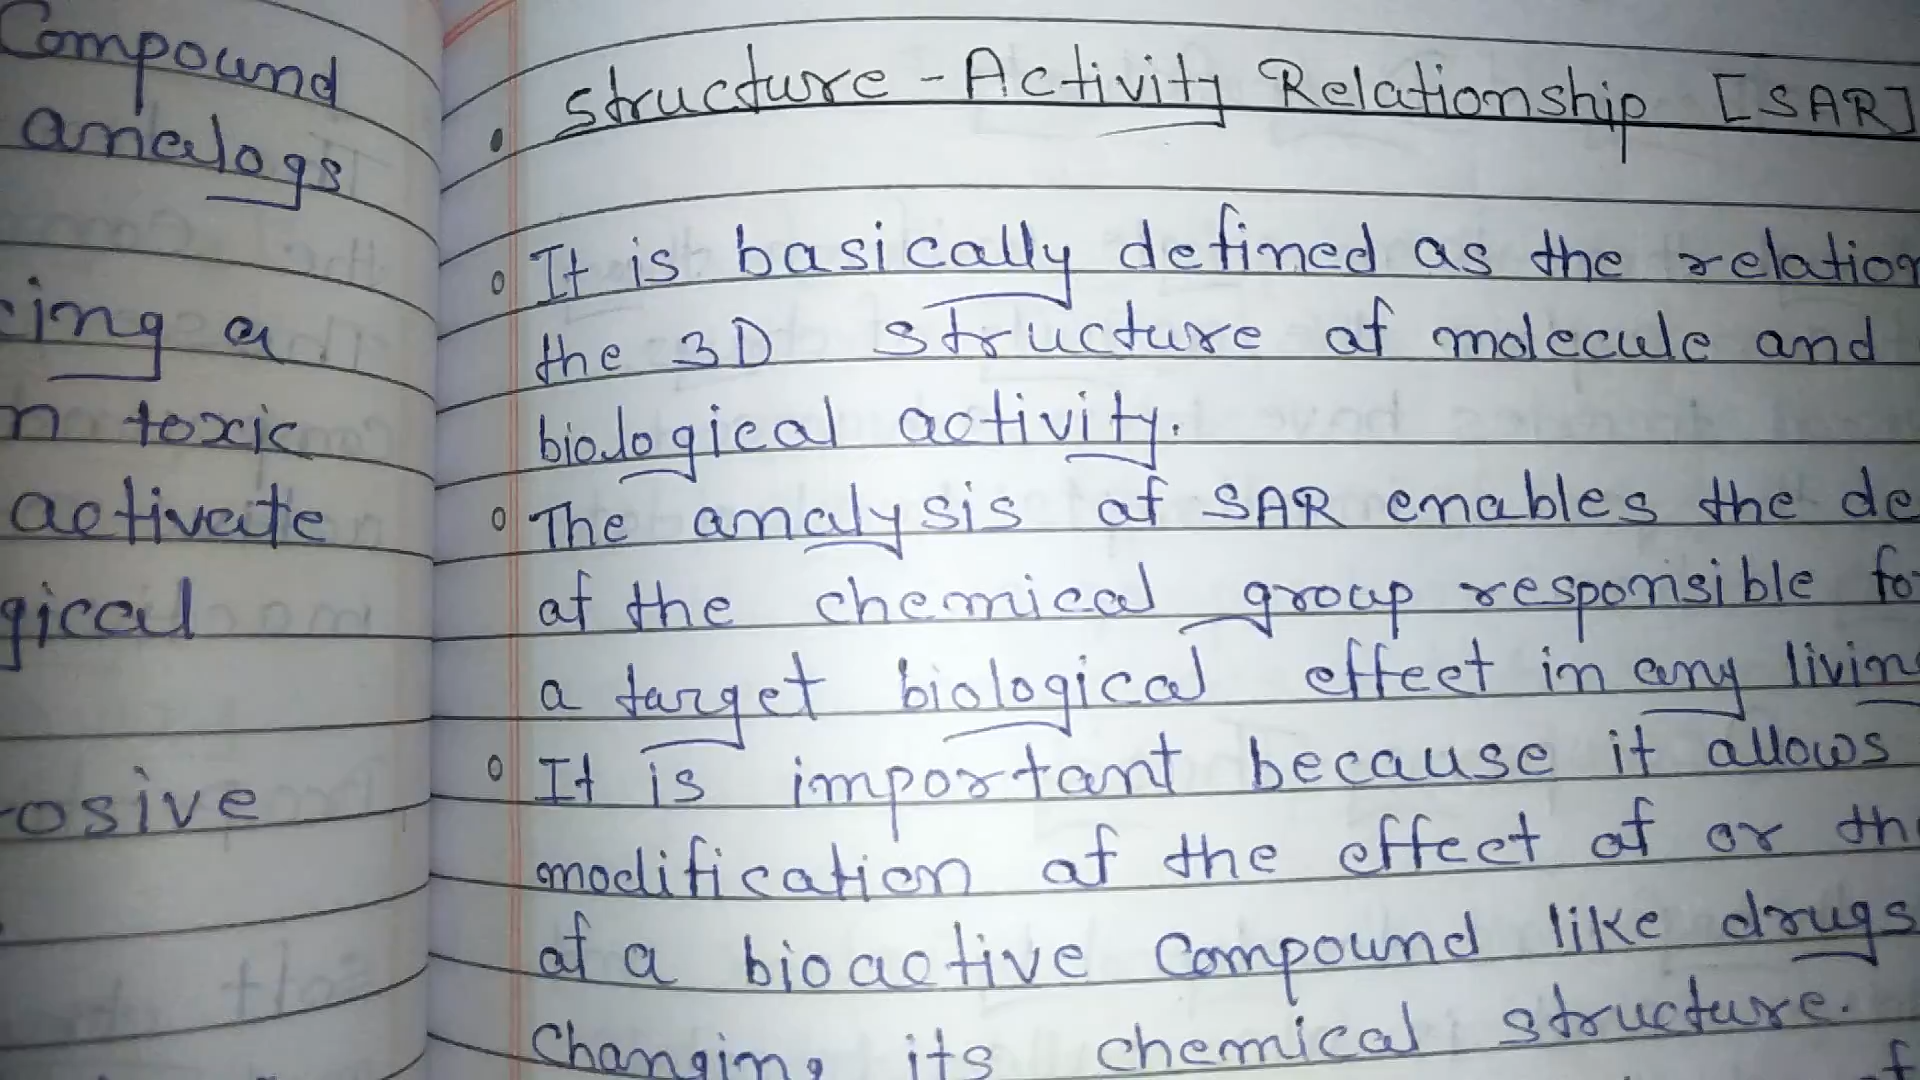 Compound
analogs
ing a
n toxic
activate
gical
osive
Structure - Activity Relationship [SAR]
It is basically defined as the relation
the 3D structure of molecule and
biological activity.
The analysis of SAR enables the de
of the chemical group responsible fo
a target biological effect in any livin
It is important because it allows
modification of the effect of or th
of a bioactive Compound like drugs
Changing its chemical structure.